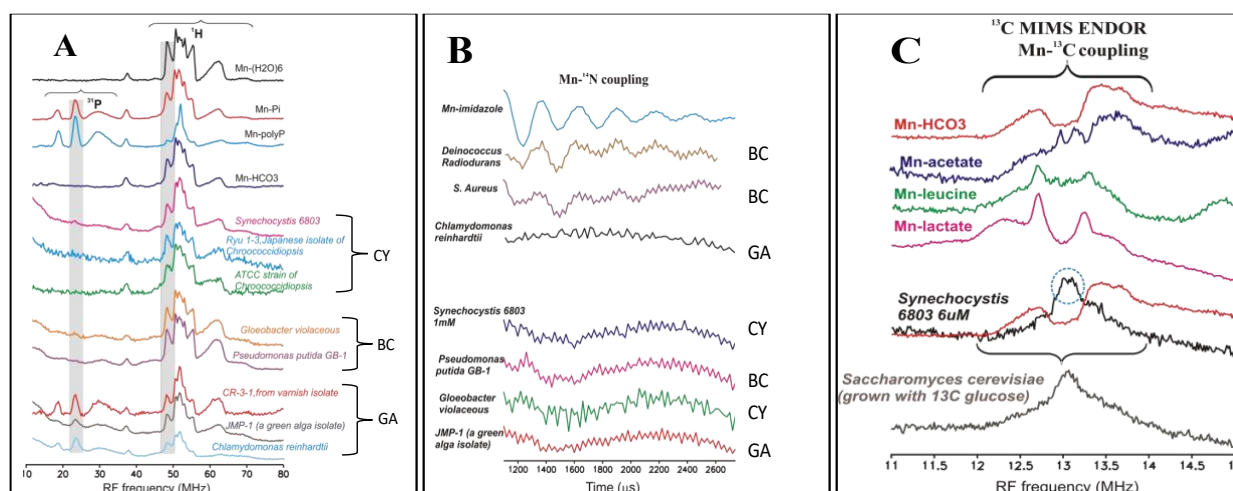 A
¹H
Mn-(H2O)6
³¹P
Mn-Pi
Mn-polyP
Mn-HCO3
Synechocystis 6803
Ryu 1-3,Japanese isolate of
Chroococcidiopsis
ATCC strain of
Chroococcidiopsis
CY
Gloeobacter violaceous
Pseudomonas putida GB-1
BC
CR-3-1,from varnish isolate
JMP-1 (a green alga isolate)
Chlamydomonas reinhardtii
GA
10 20 30 40 50 60 70 80
RF frequency (MHz)
B
Mn-¹⁴N coupling
Mn-imidazole
Deinococcus
Radiodurans
BC
S. Aureus
BC
Chlamydomonas
reinhardtii
GA
Synechocystis 6803
1mM
CY
Pseudomonas
putida GB-1
BC
Gloeobacter
violaceous
CY
JMP-1 (a green
alga isolate)
GA
1200 1400 1600 1800 2000 2200 2400 2600
Time (µs)
C
¹³C MIMS ENDOR
Mn-¹³C coupling
Mn-HCO3
Mn-acetate
Mn-leucine
Mn-lactate
Synechocystis
6803 6uM
Saccharomyces cerevisiae
(grown with 13C glucose)
11 11.5 12.0 12.5 13.0 13.5 14.0 14.5 15.0
RF frequency (MHz)